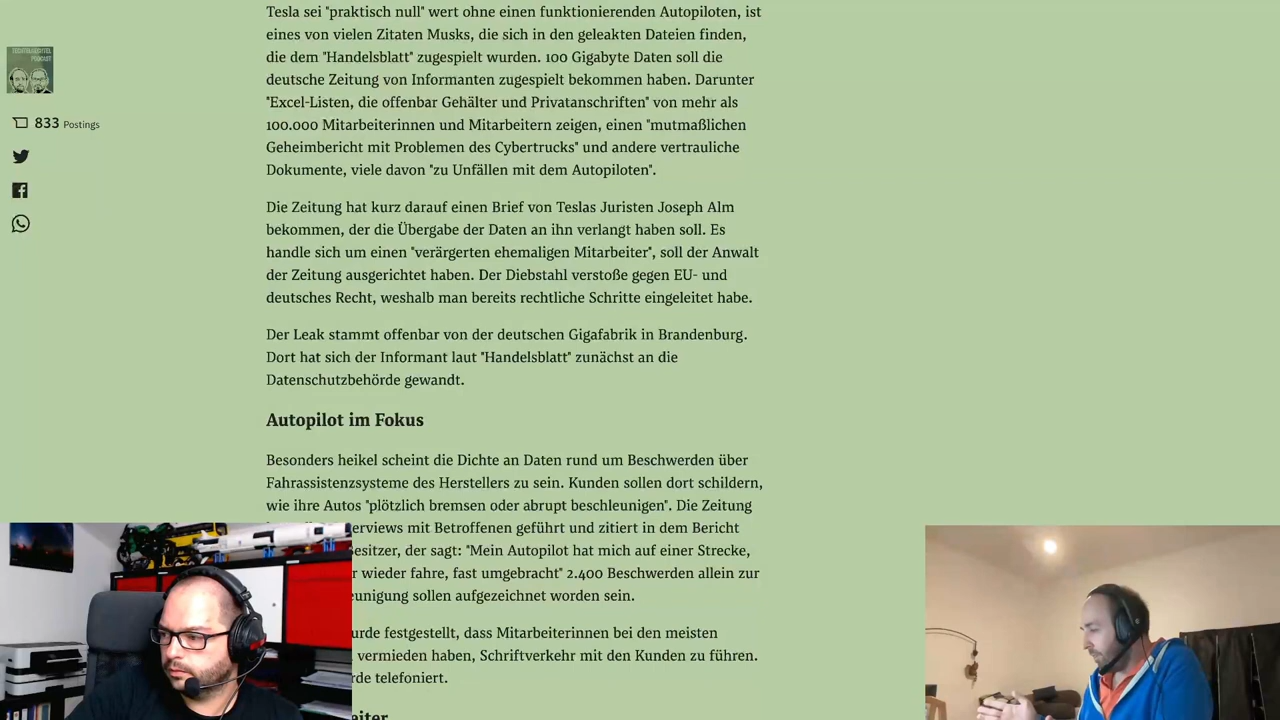 Tesla sei "praktisch null" wert ohne einen funktionierenden Autopiloten, ist
eines von vielen Zitaten Musks, die sich in den geleakten Dateien finden,
die dem "Handelsblatt" zugespielt wurden. 100 Gigabyte Daten soll die
deutsche Zeitung von Informanten zugespielt bekommen haben. Darunter
"Excel-Listen, die offenbar Gehälter und Privatanschriften" von mehr als
100.000 Mitarbeiterinnen und Mitarbeitern zeigen, einen "mutmaßlichen
Geheimbericht mit Problemen des Cybertrucks" und andere vertrauliche
Dokumente, viele davon "zu Unfällen mit dem Autopiloten".
833 Postings
Die Zeitung hat kurz darauf einen Brief von Teslas Juristen Joseph Alm
bekommen, der die Übergabe der Daten an ihn verlangt haben soll. Es
handle sich um einen "verärgerten ehemaligen Mitarbeiter", soll der Anwalt
der Zeitung ausgerichtet haben. Der Diebstahl verstoße gegen EU- und
deutsches Recht, weshalb man bereits rechtliche Schritte eingeleitet habe.
Der Leak stammt offenbar von der deutschen Gigafabrik in Brandenburg.
Dort hat sich der Informant laut "Handelsblatt" zunächst an die
Datenschutzbehörde gewandt.
Autopilot im Fokus
Besonders heikel scheint die Dichte an Daten rund um Beschwerden über
Fahrassistenzsysteme des Herstellers zu sein. Kunden sollen dort schildern,
wie ihre Autos "plötzlich bremsen oder abrupt beschleunigen". Die Zeitung
erviews mit Betroffenen geführt und zitiert in dem Bericht
esitzer, der sagt: "Mein Autopilot hat mich auf einer Strecke,
r wieder fahre, fast umgebracht" 2.400 Beschwerden allein zur
eunigung sollen aufgezeichnet worden sein.
urde festgestellt, dass Mitarbeiterinnen bei den meisten
vermieden haben, Schriftverkehr mit den Kunden zu führen.
rde telefoniert.
eiter